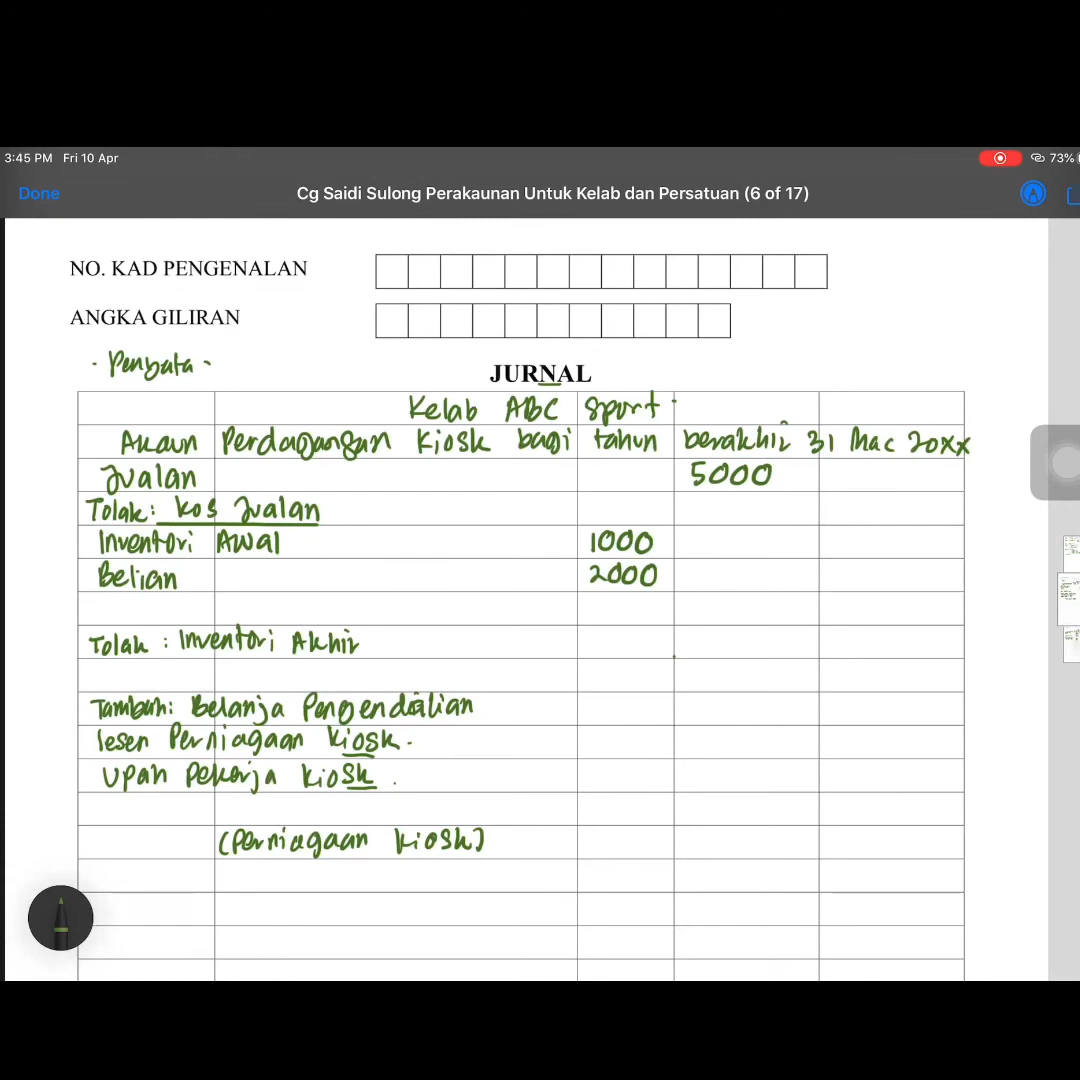 3:45 PM Fri 10 Apr
73%
Done
Cg Saidi Sulong Perakaunan Untuk Kelab dan Persatuan (6 of 17)
NO. KAD PENGENALAN
ANGKA GILIRAN
· Penyata -
JURNAL
Kelab ABC Sport
Akaun Perdagangan Kiosk bagi tahun berakhir 31 Mac 20xx
Jualan 5000
Tolak: Kos Jualan
Inventori Awal 1000
Belian 2000
Tolak : Inventori Akhir
Tambah: Belanja Pengendalian
lesen Perniagaan Kiosk.
Upah Pekerja Kiosk.
(Perniagaan Kiosk)